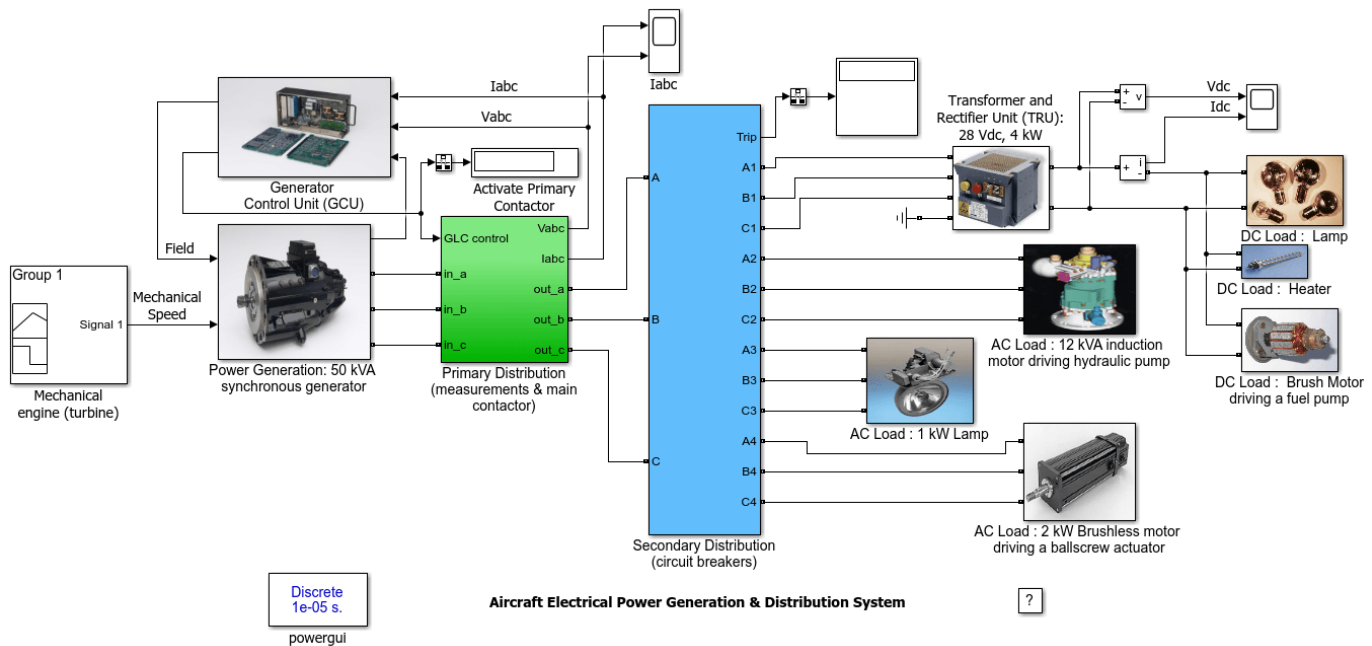 Iabc
Iabc
Vabc
Generator
Control Unit (GCU)
Activate Primary
Contactor
Field
Group 1
Signal 1
Mechanical
engine (turbine)
Mechanical
Speed
Power Generation: 50 kVA
synchronous generator
GLC control
in_a
in_b
in_c
Vabc
Iabc
out_a
out_b
out_c
Primary Distribution
(measurements & main
contactor)
A
B
C
Trip
A1
B1
C1
A2
B2
C2
A3
B3
C3
A4
B4
C4
Secondary Distribution
(circuit breakers)
Transformer and
Rectifier Unit (TRU):
28 Vdc, 4 kW
+
-
v
+
-
i
Vdc
Idc
DC Load : Lamp
DC Load : Heater
DC Load : Brush Motor
driving a fuel pump
AC Load : 12 kVA induction
motor driving hydraulic pump
AC Load : 1 kW Lamp
AC Load : 2 kW Brushless motor
driving a ballscrew actuator
Discrete
1e-05 s.
powergui
Aircraft Electrical Power Generation & Distribution System
?